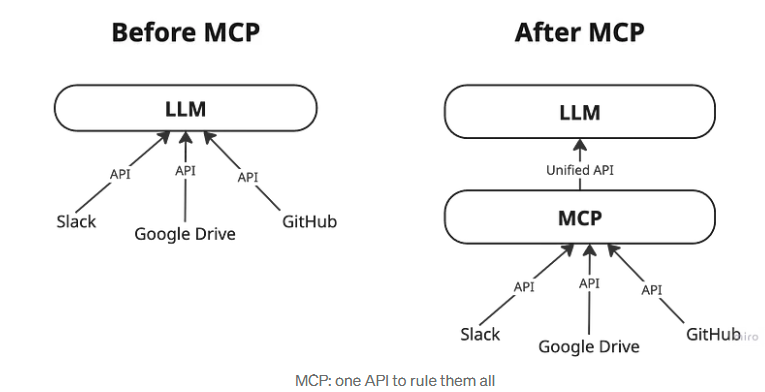 Before MCP
After MCP
LLM
API
API
API
Slack
Google Drive
GitHub
LLM
Unified API
MCP
API
API
API
Slack
Google Drive
GitHub
miro
MCP: one API to rule them all